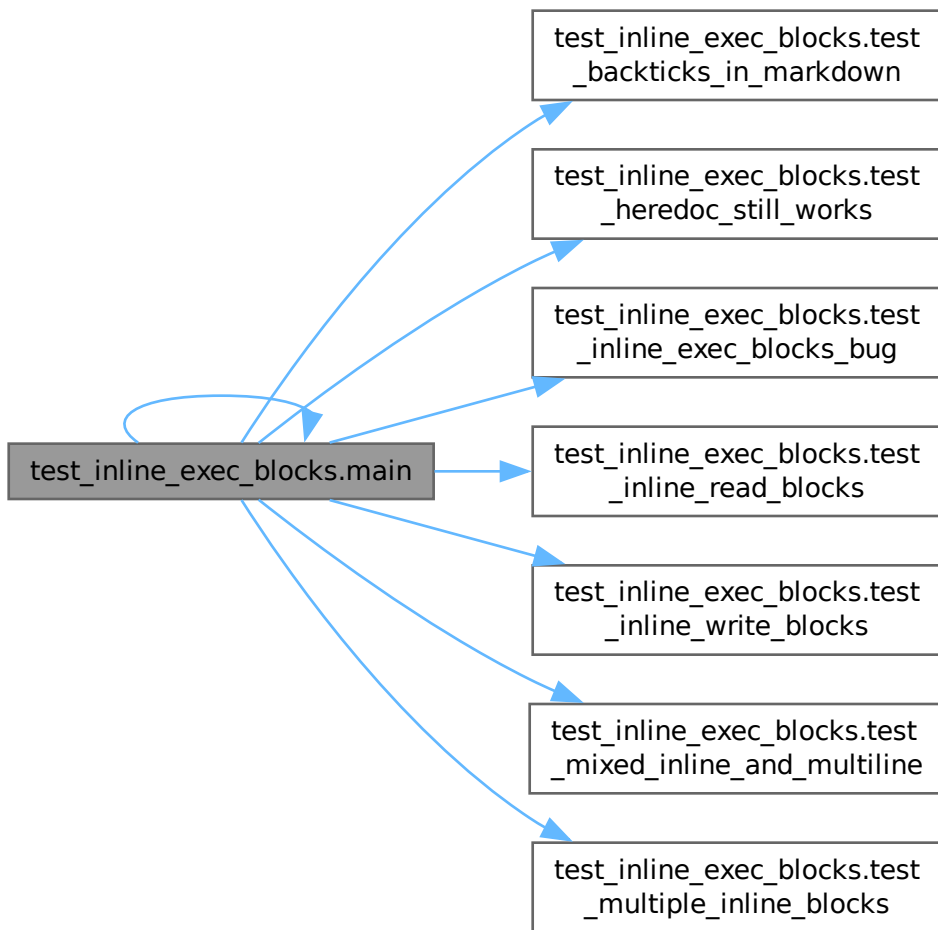 test_inline_exec_blocks.test
_backticks_in_markdown
test_inline_exec_blocks.test
_heredoc_still_works
test_inline_exec_blocks.test
_inline_exec_blocks_bug
test_inline_exec_blocks.main
test_inline_exec_blocks.test
_inline_read_blocks
test_inline_exec_blocks.test
_inline_write_blocks
test_inline_exec_blocks.test
_mixed_inline_and_multiline
test_inline_exec_blocks.test
_multiple_inline_blocks